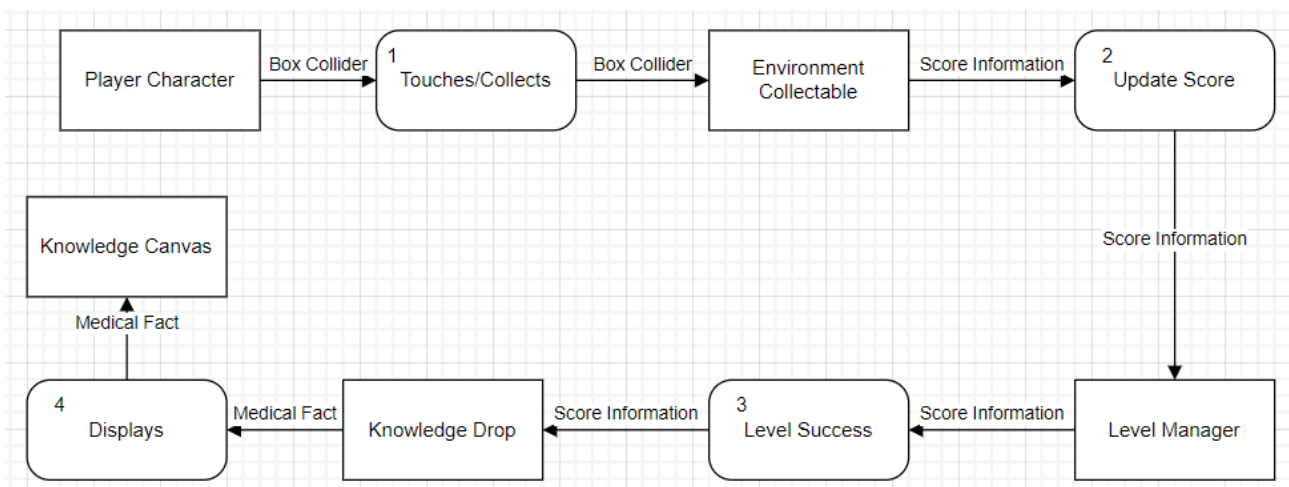 1
Player Character
Box Collider
Touches/Collects
Box Collider
Environment
Collectable
Score Information
2
Update Score
Score Information
Level Manager
Score Information
3
Level Success
Score Information
Knowledge Drop
Medical Fact
4
Displays
Medical Fact
Knowledge Canvas